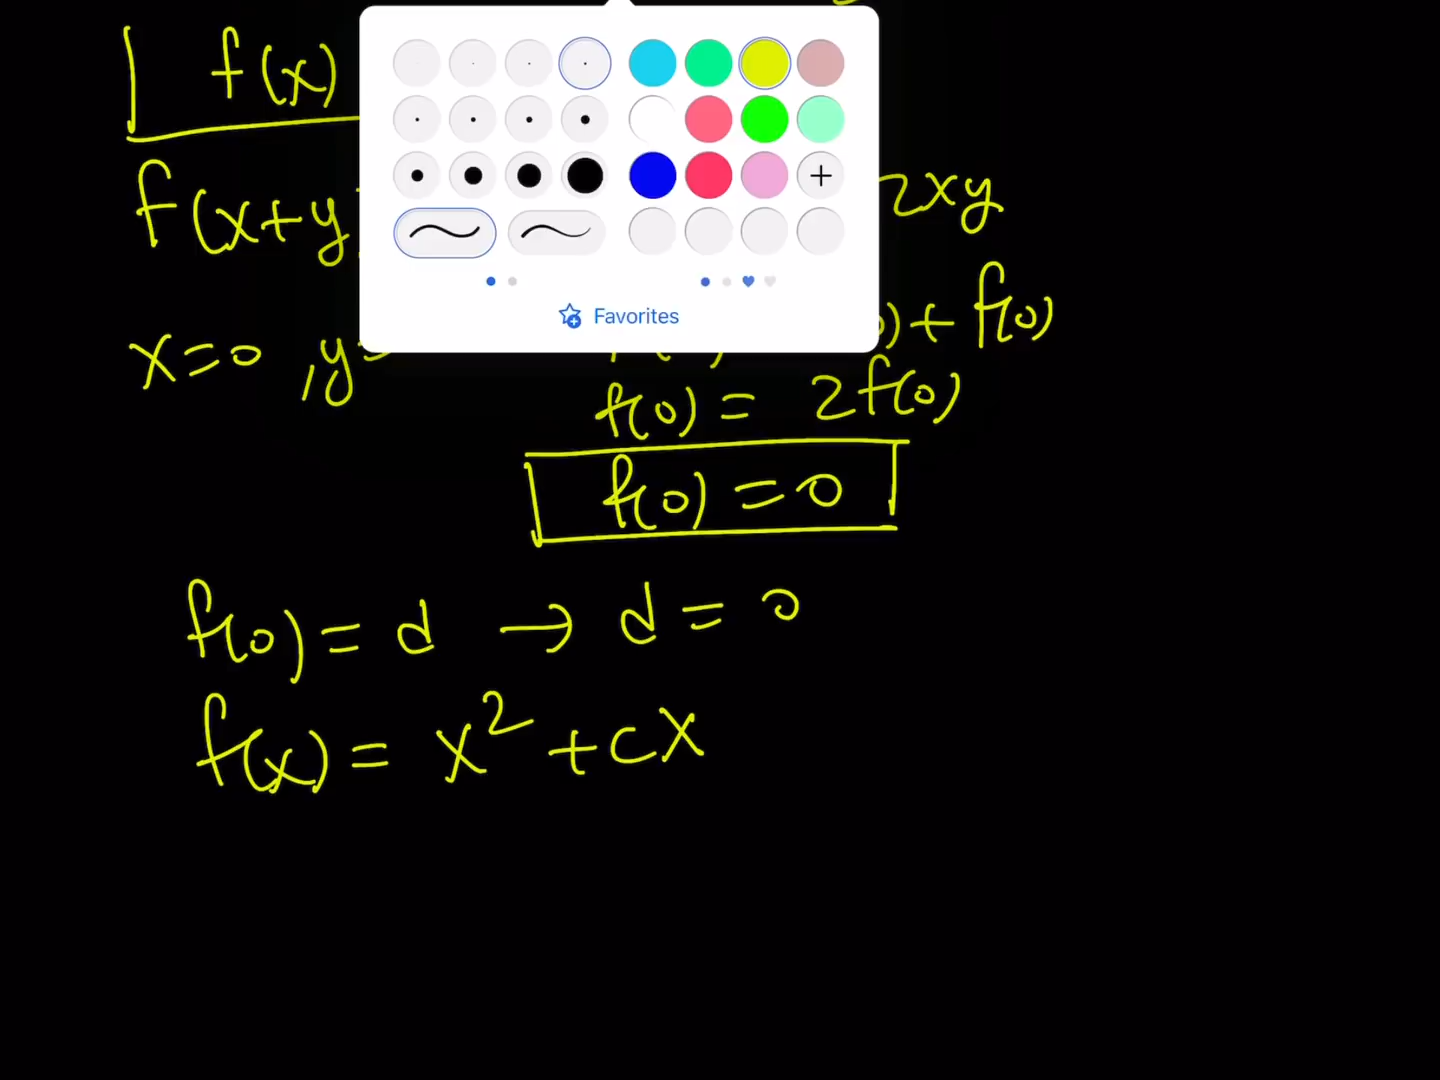 f(x)
f(x+y 2xy
x=0 ,y= )+ f(0)
f(0) = 2f(0)
f(0) = 0
f(0) = d → d = 0
f(x) = x² + cx
+
Favorites